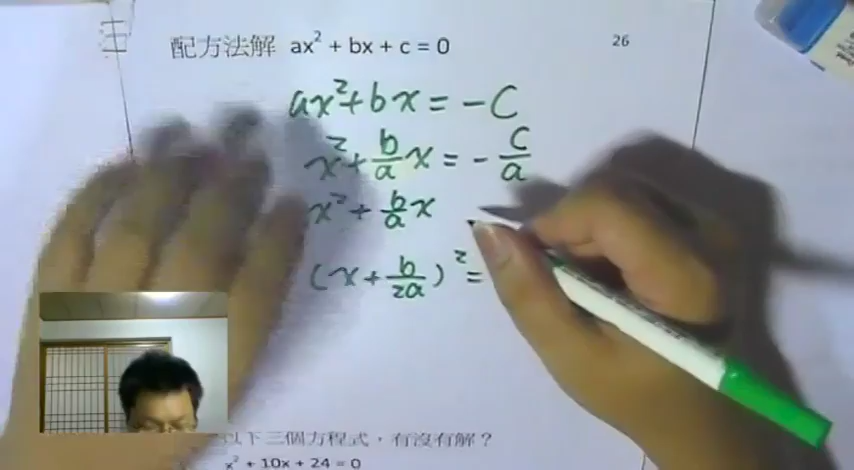 配方法解 ax² + bx + c = 0
26
ax²+bx=-C
x²+b/a x=-C/a
x²+b/a x
(x+b/2a)²=
以下三個方程式,有沒有解?
x² + 10x + 24 = 0